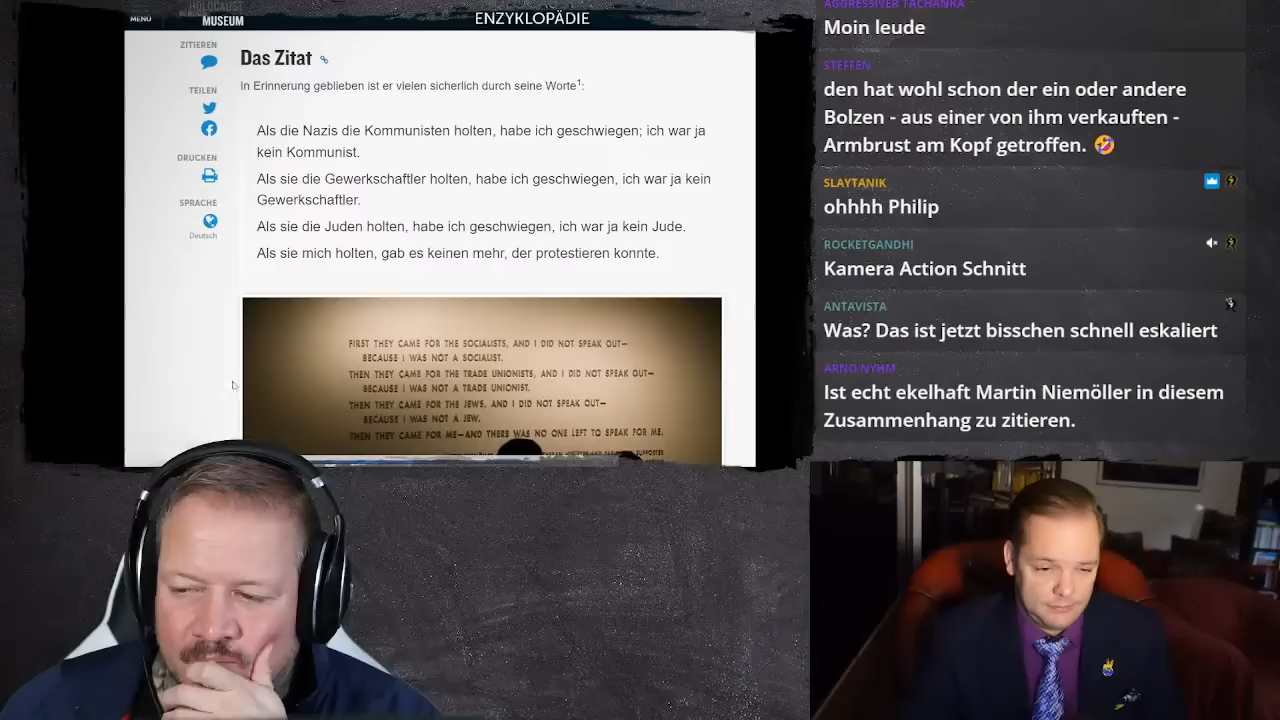 HOLOCAUST
MENU
MUSEUM
ENZYKLOPÄDIE
ZITIEREN
TEILEN
DRUCKEN
SPRACHE
Deutsch
Das Zitat
In Erinnerung geblieben ist er vielen sicherlich durch seine Worte¹:
Als die Nazis die Kommunisten holten, habe ich geschwiegen; ich war ja
kein Kommunist.
Als sie die Gewerkschaftler holten, habe ich geschwiegen, ich war ja kein
Gewerkschaftler.
Als sie die Juden holten, habe ich geschwiegen, ich war ja kein Jude.
Als sie mich holten, gab es keinen mehr, der protestieren konnte.
FIRST THEY CAME FOR THE SOCIALISTS, AND I DID NOT SPEAK OUT—
BECAUSE I WAS NOT A SOCIALIST.
THEN THEY CAME FOR THE TRADE UNIONISTS, AND I DID NOT SPEAK OUT—
BECAUSE I WAS NOT A TRADE UNIONIST.
THEN THEY CAME FOR THE JEWS, AND I DID NOT SPEAK OUT—
BECAUSE I WAS NOT A JEW.
THEN THEY CAME FOR ME—AND THERE WAS NO ONE LEFT TO SPEAK FOR ME.
SUPPORTER
AGGRESSIVER TACHANKA
Moin leude
STEFFEN
den hat wohl schon der ein oder andere
Bolzen - aus einer von ihm verkauften -
Armbrust am Kopf getroffen. 🤣
SLAYTANIK
ohhhh Philip
ROCKETGANDHI
Kamera Action Schnitt
ANTAVISTA
Was? Das ist jetzt bisschen schnell eskaliert
ARNO NYHM
Ist echt ekelhaft Martin Niemöller in diesem
Zusammenhang zu zitieren.